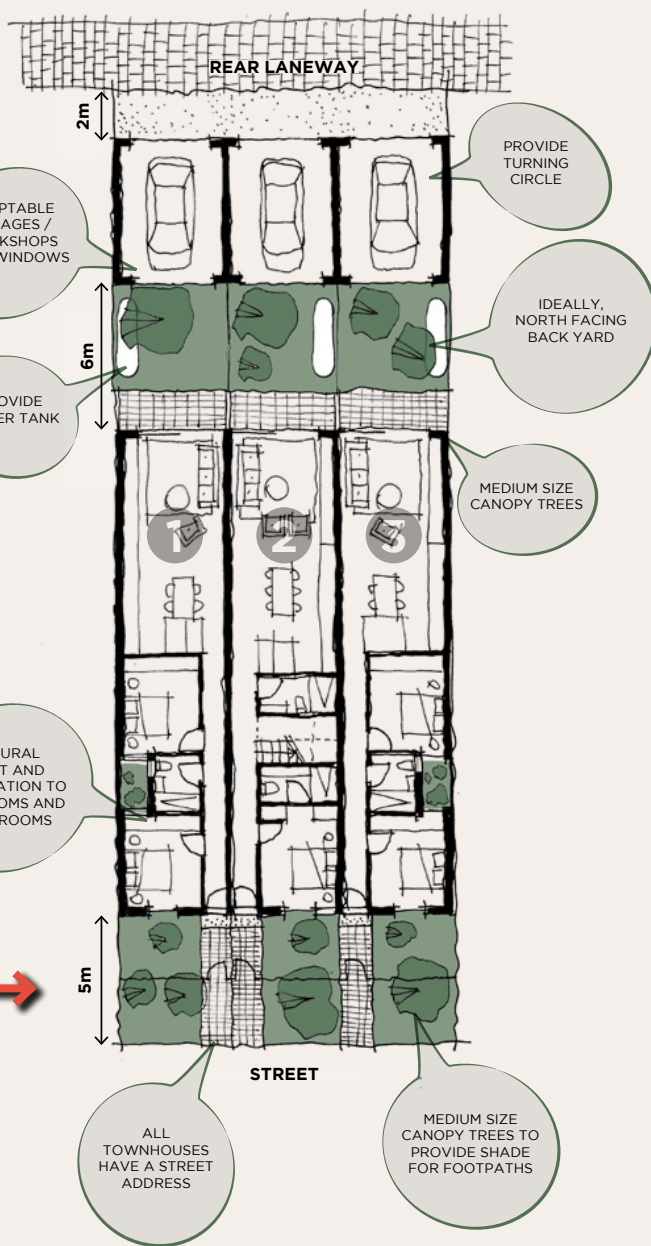 REAR LANEWAY
2m
PROVIDE
TURNING
CIRCLE
PTABLE
AGES /
KSHOPS
WINDOWS
6m
IDEALLY,
NORTH FACING
BACK YARD
OVIDE
ER TANK
MEDIUM SIZE
CANOPY TREES
1
2
3
URAL
T AND
ATION TO
OMS AND
ROOMS
5m
STREET
ALL
TOWNHOUSES
HAVE A STREET
ADDRESS
MEDIUM SIZE
CANOPY TREES TO
PROVIDE SHADE
FOR FOOTPATHS